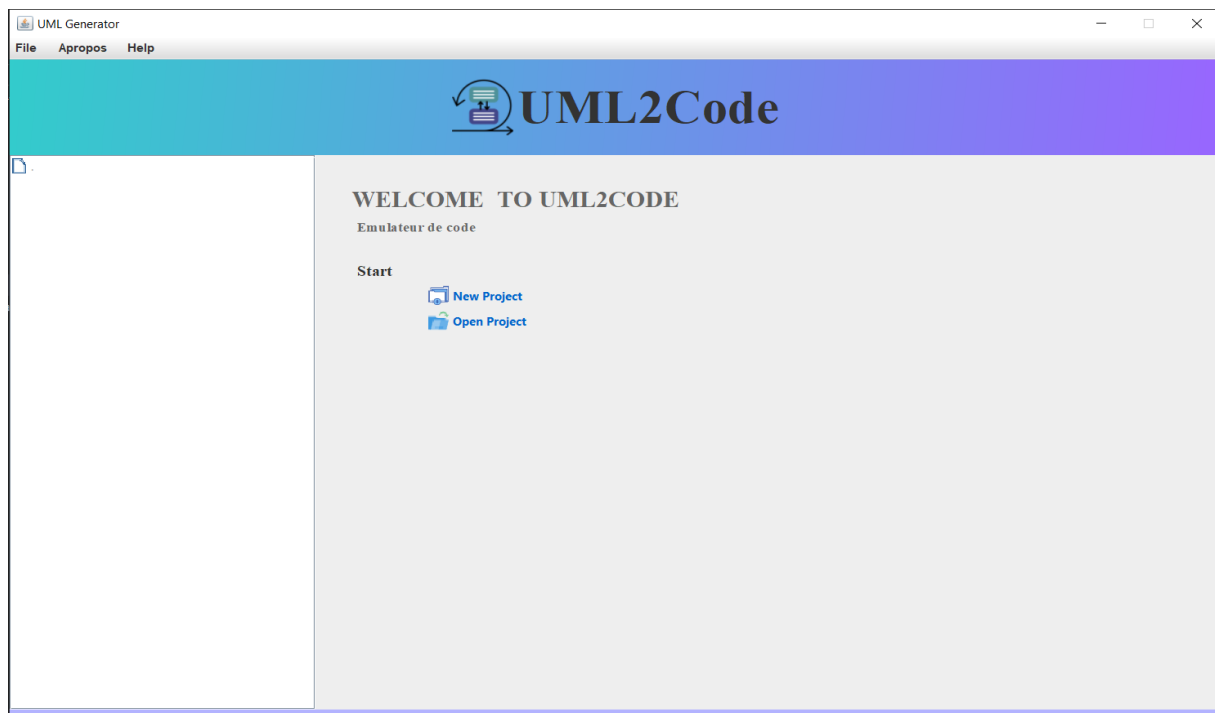 UML Generator
File Apropos Help
UML2Code
.
WELCOME TO UML2CODE
Emulateur de code
Start
New Project
Open Project